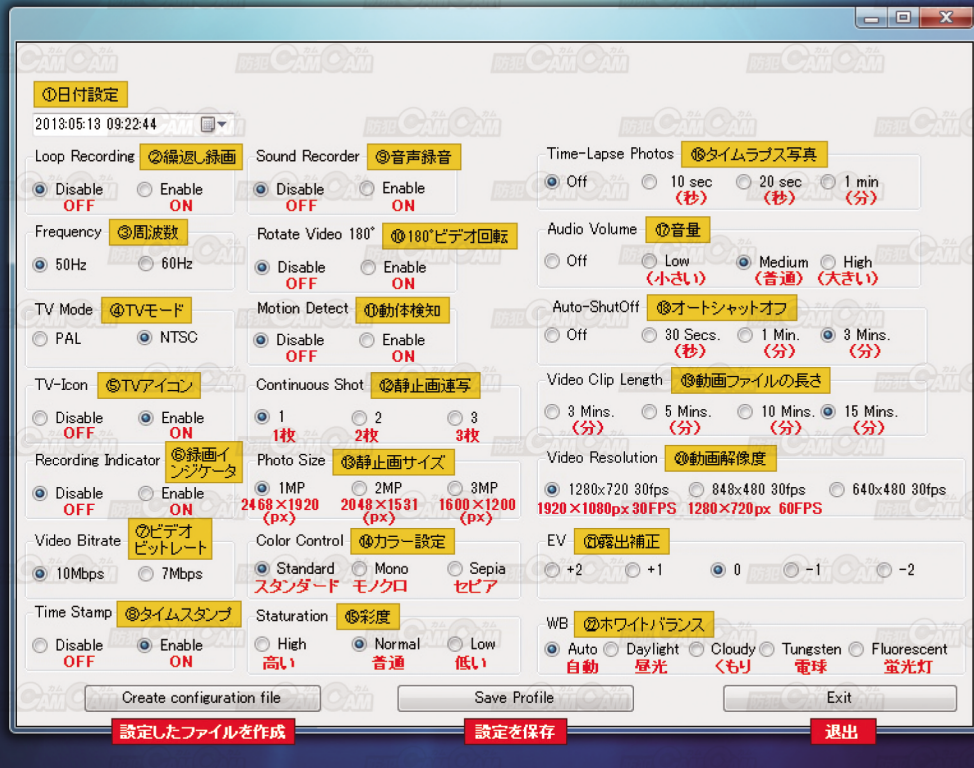 ①日付設定
2013:05:13 09:22:44
Loop Recording ②繰返し録画
Disable Enable
OFF ON
Frequency ③周波数
50Hz 60Hz
TV Mode ④TVモード
PAL NTSC
TV-Icon ⑤TVアイコン
Disable Enable
OFF ON
Recording Indicator ⑥録画イ
ンジケータ
Disable Enable
OFF ON
Video Bitrate ⑦ビデオ
ビットレート
10Mbps 7Mbps
Time Stamp ⑧タイムスタンプ
Disable Enable
OFF ON
Sound Recorder ⑨音声録音
Disable Enable
OFF ON
Rotate Video 180° ⑩180°ビデオ回転
Disable Enable
OFF ON
Motion Detect ⑪動体検知
Disable Enable
OFF ON
Continuous Shot ⑫静止画連写
1 2 3
1枚 2枚 3枚
Photo Size ⑬静止画サイズ
1MP 2MP 3MP
2468×1920 2048×1531 1600×1200
(px) (px) (px)
Color Control ⑭カラー設定
Standard Mono Sepia
スタンダード モノクロ セピア
Staturation ⑮彩度
High Normal Low
高い 普通 低い
Time-Lapse Photos ⑯タイムラプス写真
Off 10 sec 20 sec 1 min
(秒) (秒) (分)
Audio Volume ⑰音量
Off Low Medium High
(小さい) (普通) (大きい)
Auto-ShutOff ⑱オートシャットオフ
Off 30 Secs. 1 Min. 3 Mins.
(秒) (分) (分)
Video Clip Length ⑲動画ファイルの長さ
3 Mins. 5 Mins. 10 Mins. 15 Mins.
(分) (分) (分) (分)
Video Resolution ⑳動画解像度
1280x720 30fps 848x480 30fps 640x480 30fps
1920×1080px 30FPS 1280×720px 60FPS
EV ㉑露出補正
+2 +1 0 -1 -2
WB ㉒ホワイトバランス
Auto Daylight Cloudy Tungsten Fluorescent
自動 昼光 くもり 電球 蛍光灯
Create configuration file Save Profile Exit
設定したファイルを作成 設定を保存 退出
防犯CAMCAM